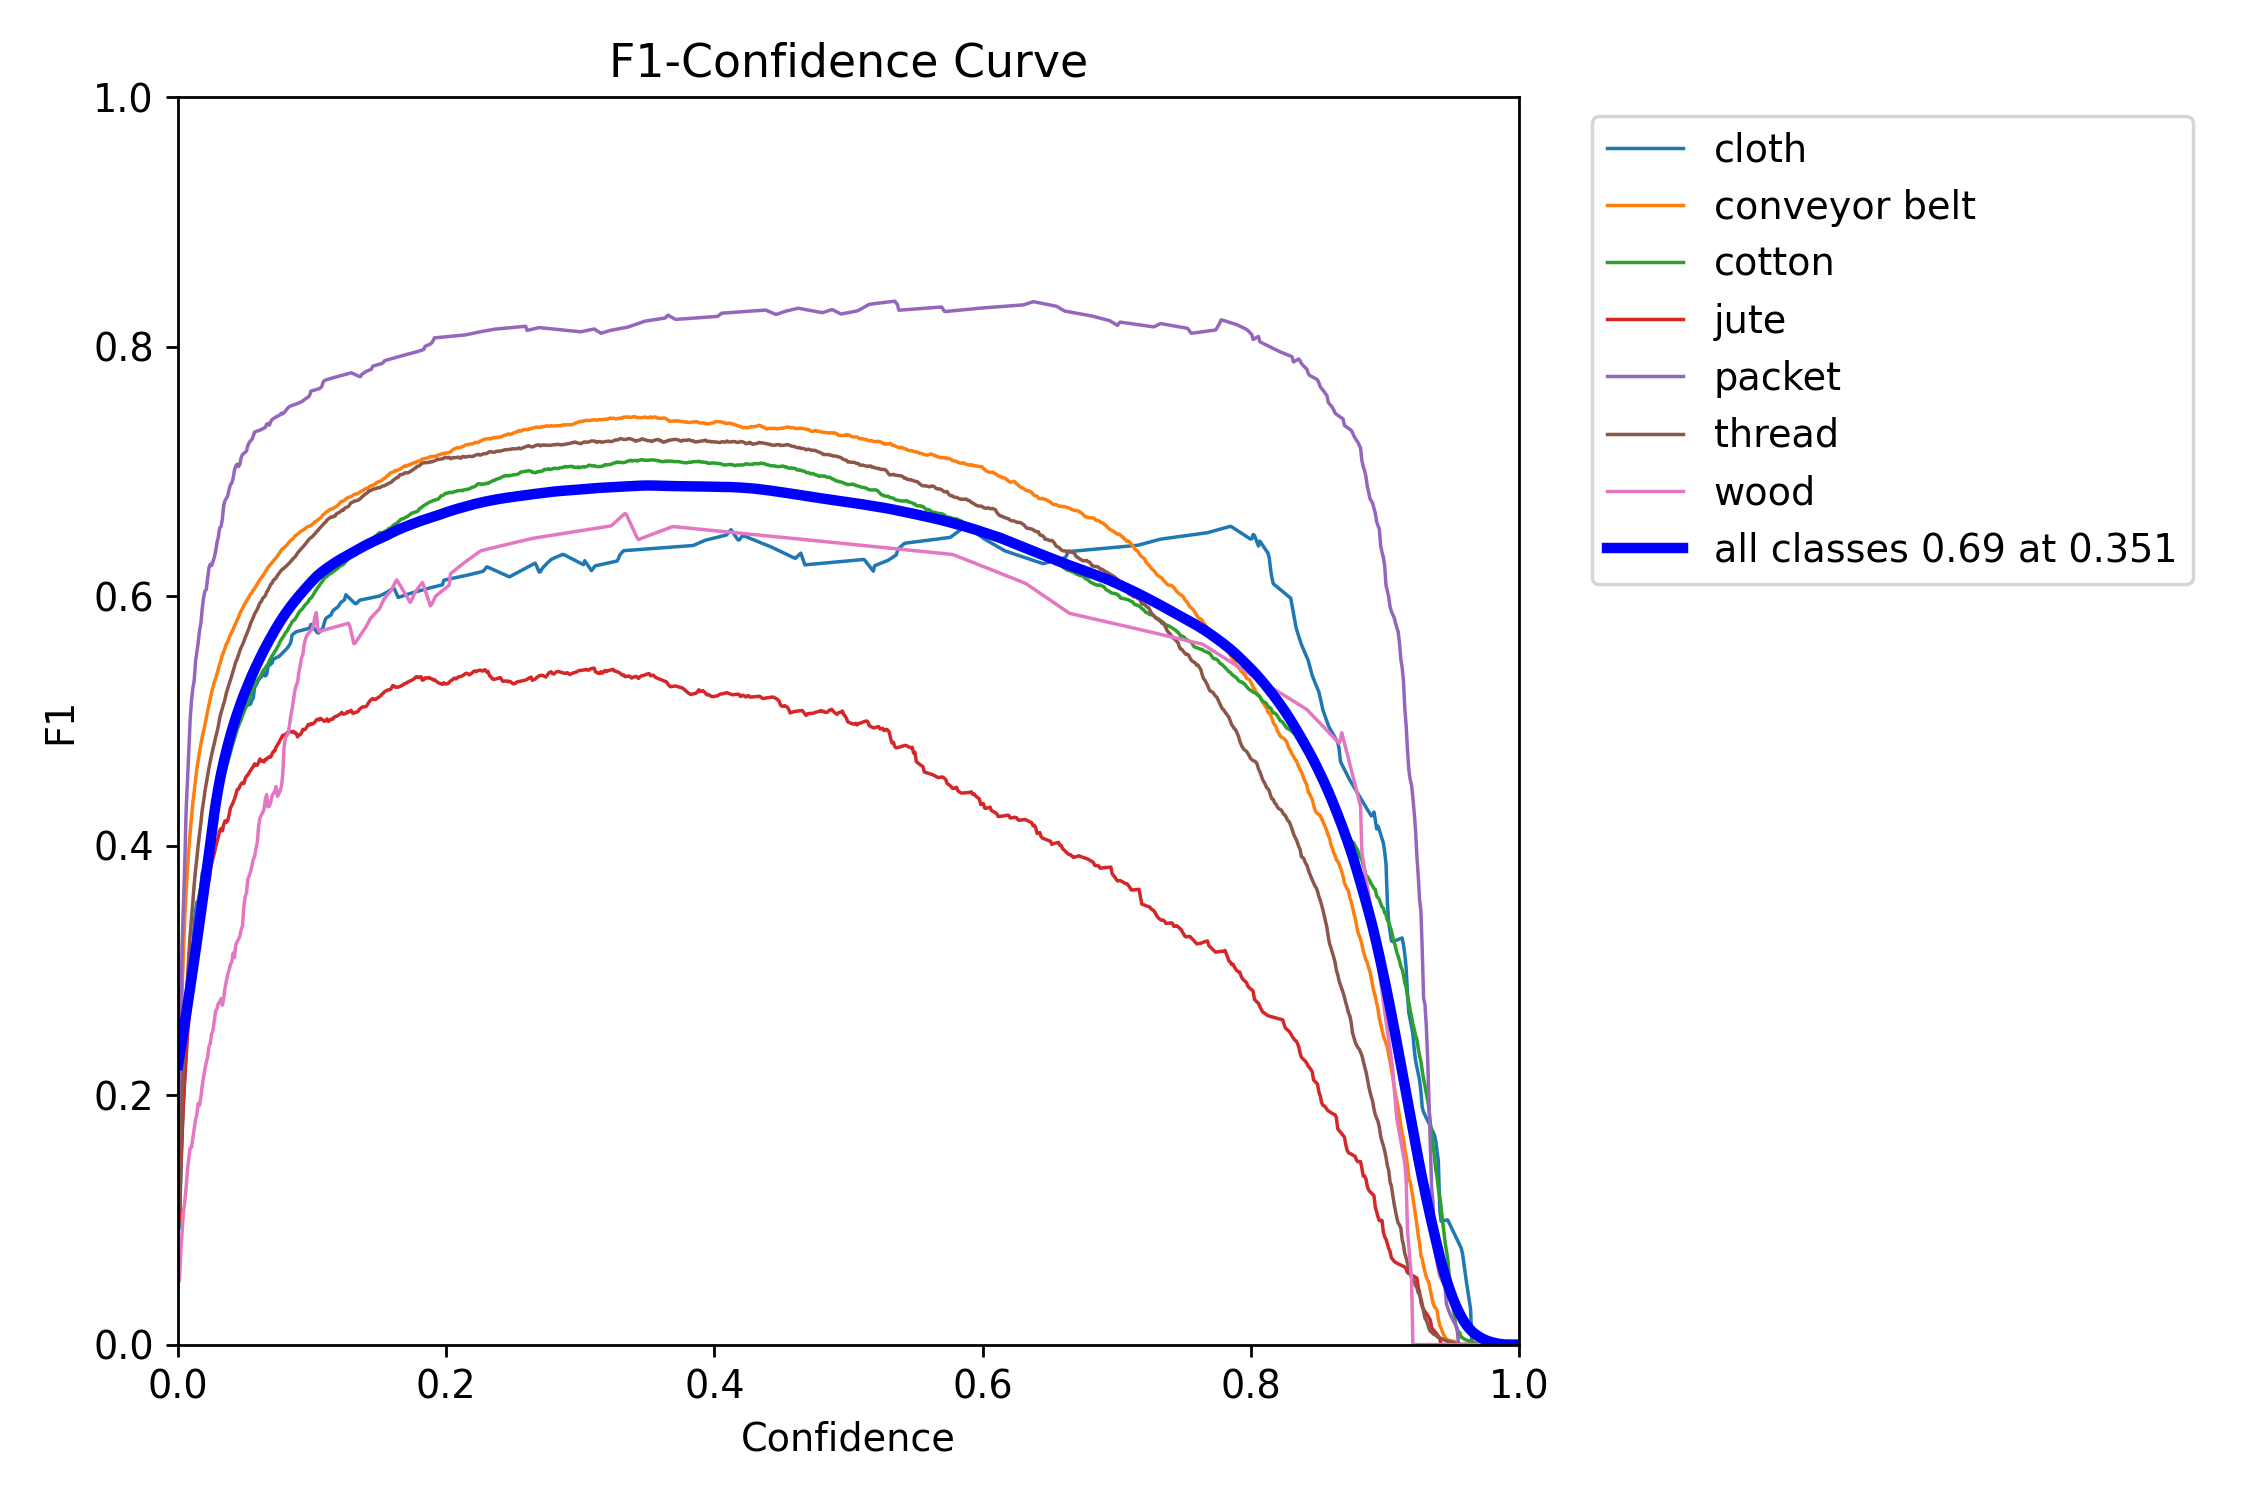 F1-Confidence Curve
1.0
0.8
0.6
0.4
0.2
0.0
F1
0.0 0.2 0.4 0.6 0.8 1.0
Confidence
cloth
conveyor belt
cotton
jute
packet
thread
wood
all classes 0.69 at 0.351